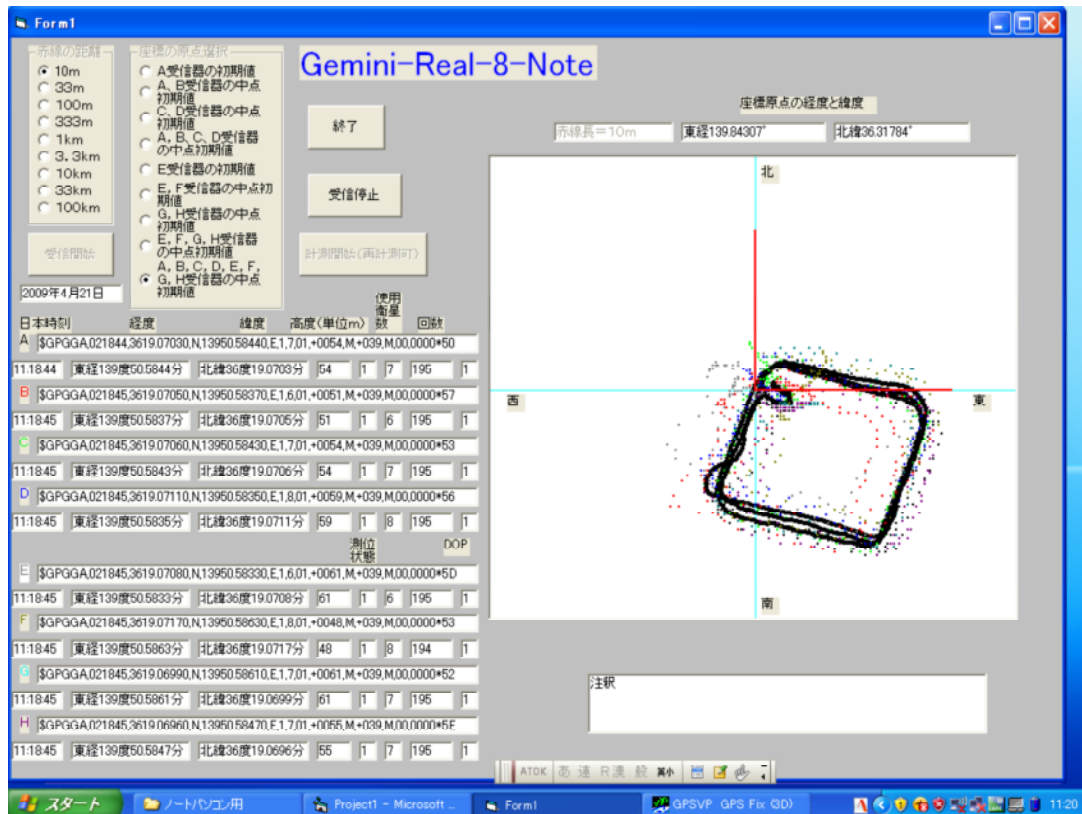 Form1
赤線の距離
10m
33m
100m
333m
1km
3.3km
10km
33km
100km
受信開始
2009年4月21日
座標の原点選択
A受信器の初期値
A、B受信器の中点
初期値
C、D受信器の中点
初期値
A,B、C、D受信器
の中点初期値
E受信器の初期値
E,F受信器の中点初
期値
G,H受信器の中点
初期値
E,F,G,H受信器
の中点初期値
A,B,C,D,E,F,
G,H受信器の中点
初期値
Gemini-Real-8-Note
終了
受信停止
計測開始(再計測可)
座標原点の経度と緯度
赤線長=10m 東経139.84307° 北緯36.31784°
北
西
東
南
日本時刻 経度 緯度 高度(単位m) 使用衛星数 回数
A $GPGGA,021844,3619.07030,N,13950.58440,E,1,7,01,+0054,M,+039,M,00,0000*50
11:18:44 東経139度50.5844分 北緯36度19.0703分 54 1 7 195 1
B $GPGGA,021845,3619.07050,N,13950.58370,E,1,6,01,+0051,M,+039,M,00,0000*57
11:18:45 東経139度50.5837分 北緯36度19.0705分 51 1 6 195 1
C $GPGGA,021845,3619.07060,N,13950.58430,E,1,7,01,+0054,M,+039,M,00,0000*53
11:18:45 東経139度50.5843分 北緯36度19.0706分 54 1 7 195 1
D $GPGGA,021845,3619.07110,N,13950.58350,E,1,8,01,+0059,M,+039,M,00,0000*56
11:18:45 東経139度50.5835分 北緯36度19.0711分 59 1 8 195 1
測位状態 DOP
E $GPGGA,021845,3619.07080,N,13950.58330,E,1,6,01,+0061,M,+039,M,00,0000*5D
11:18:45 東経139度50.5833分 北緯36度19.0708分 61 1 6 195 1
F $GPGGA,021845,3619.07170,N,13950.58630,E,1,8,01,+0048,M,+039,M,00,0000*53
11:18:45 東経139度50.5863分 北緯36度19.0717分 48 1 8 194 1
G $GPGGA,021845,3619.06990,N,13950.58610,E,1,7,01,+0061,M,+039,M,00,0000*52
11:18:45 東経139度50.5861分 北緯36度19.0699分 61 1 7 195 1
H $GPGGA,021845,3619.06960,N,13950.58470,E,1,7,01,+0055,M,+039,M,00,0000*5E
11:18:45 東経139度50.5847分 北緯36度19.0696分 55 1 7 195 1
注釈
ATOK あ 連 R漢 般 英小
スタート ノートパソコン用 Project1 - Microsoft ... Form1 GPSVP GPS Fix (3D) 11:20